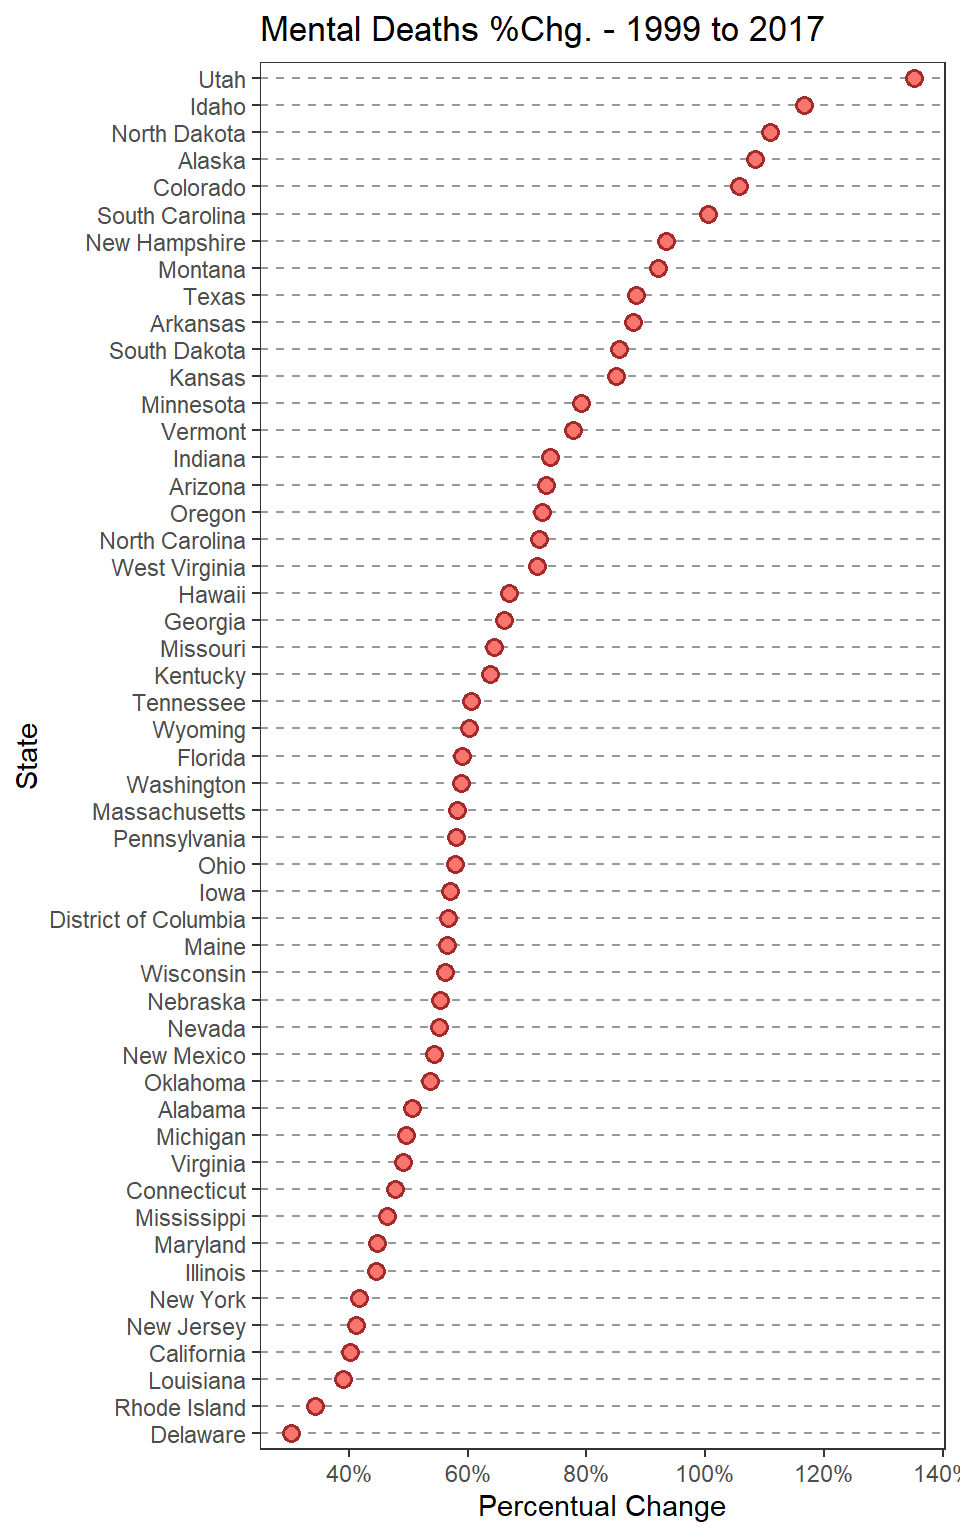 Mental Deaths %Chg. - 1999 to 2017
Utah
Idaho
North Dakota
Alaska
Colorado
South Carolina
New Hampshire
Montana
Texas
Arkansas
South Dakota
Kansas
Minnesota
Vermont
Indiana
Arizona
Oregon
North Carolina
West Virginia
Hawaii
Georgia
Missouri
Kentucky
Tennessee
Wyoming
Florida
Washington
Massachusetts
Pennsylvania
Ohio
Iowa
District of Columbia
Maine
Wisconsin
Nebraska
Nevada
New Mexico
Oklahoma
Alabama
Michigan
Virginia
Connecticut
Mississippi
Maryland
Illinois
New York
New Jersey
California
Louisiana
Rhode Island
Delaware
State
40% 60% 80% 100% 120% 140%
Percentual Change